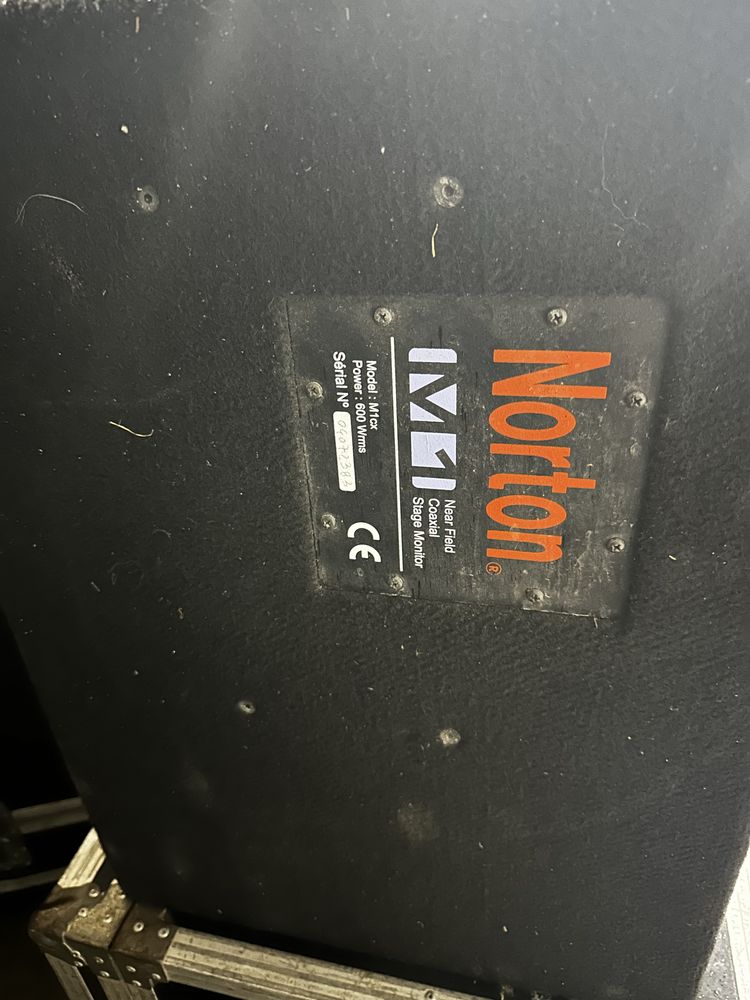 Norton®
M1
Near Field
Coaxial
Stage Monitor
Model : M1cx
Power : 600 Wrms
Sérial N°
CE